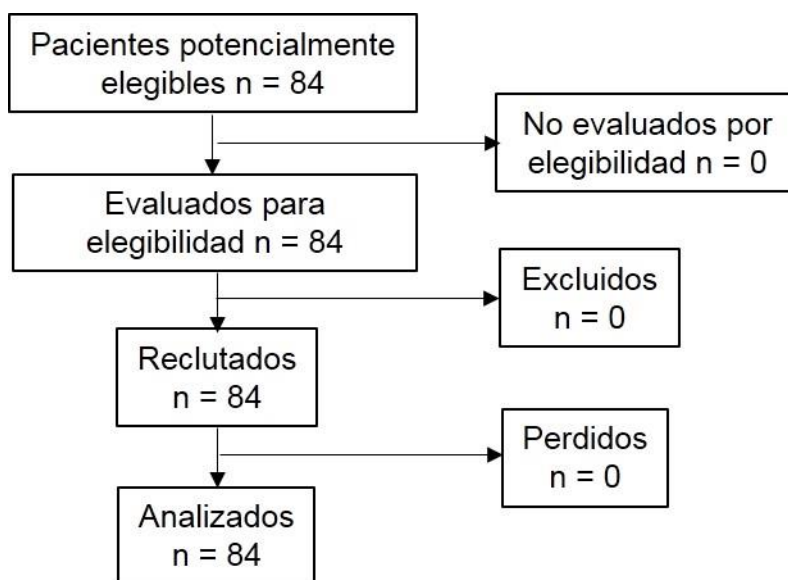 Pacientes potencialmente
elegibles n = 84
No evaluados por
elegibilidad n = 0
Evaluados para
elegibilidad n = 84
Excluidos
n = 0
Reclutados
n = 84
Perdidos
n = 0
Analizados
n = 84